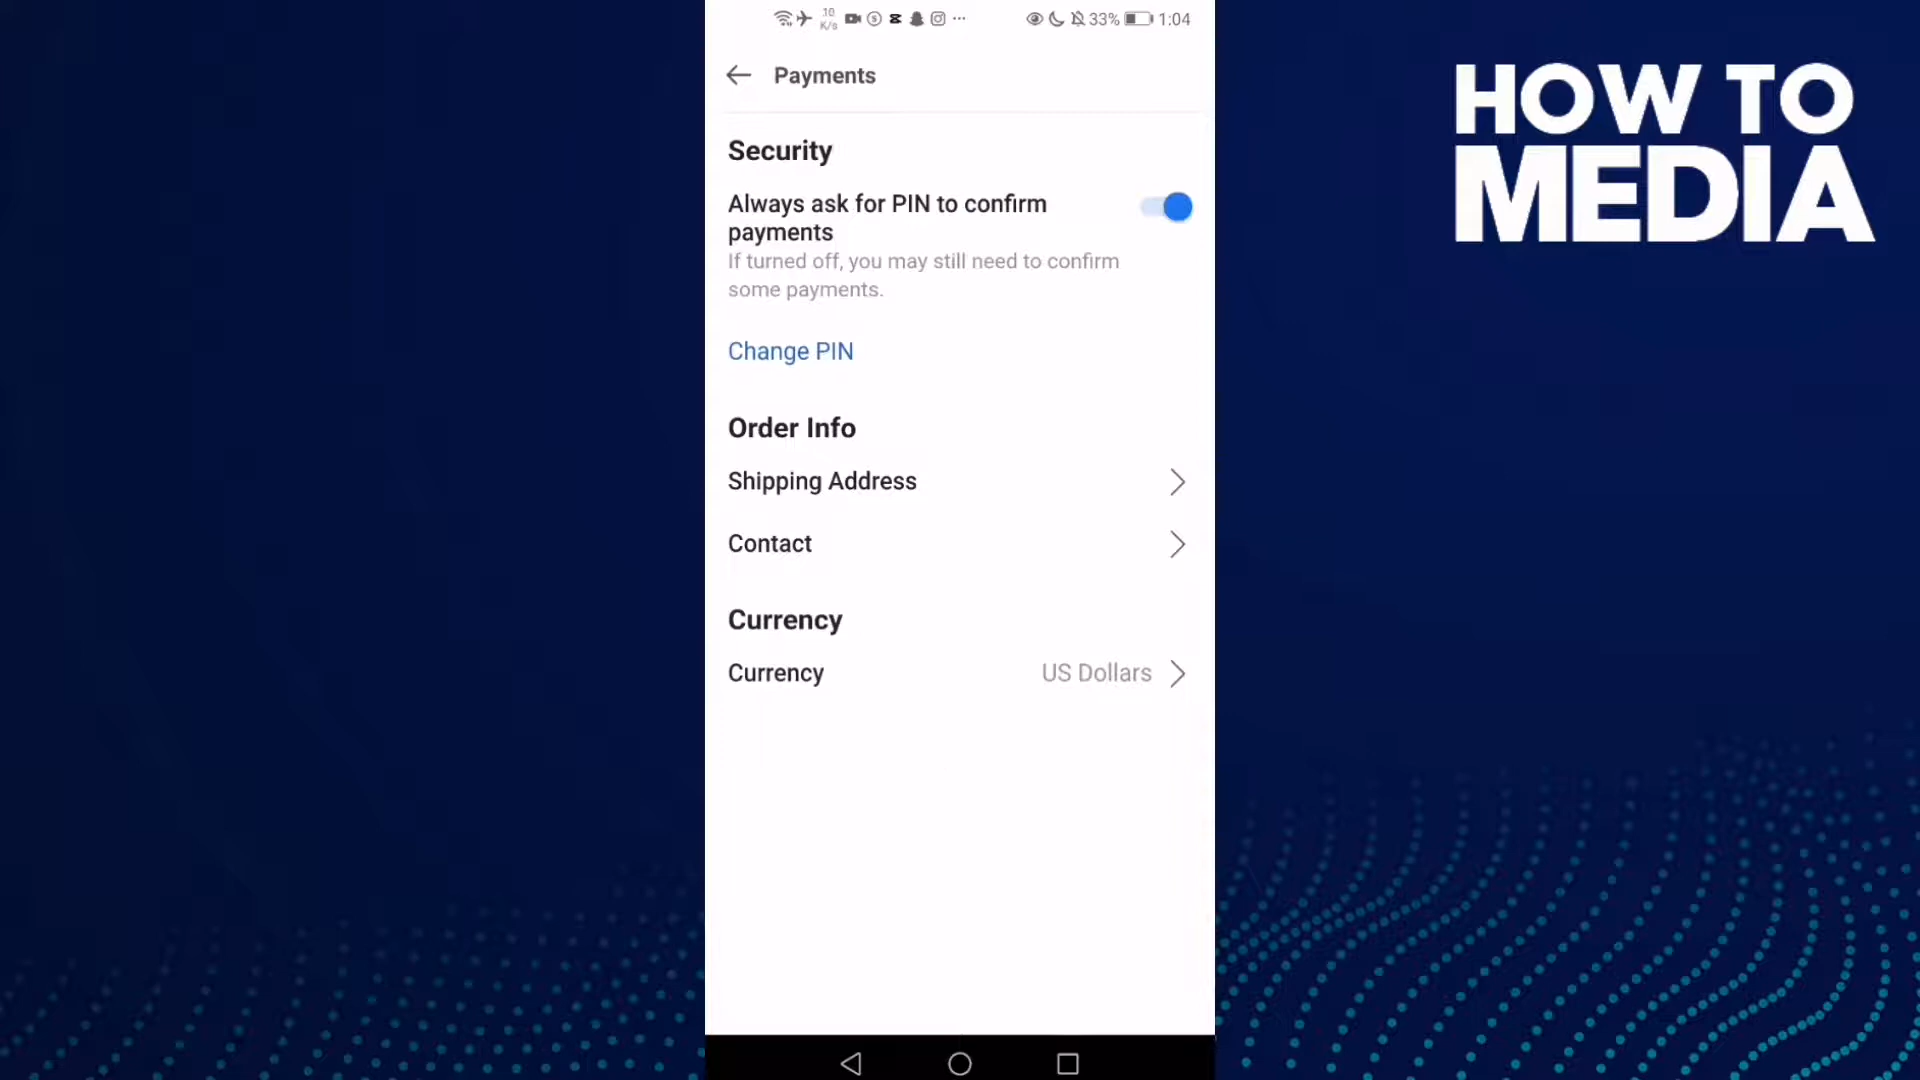 10
K/s
33%
1:04
Payments
HOW TO
MEDIA
Security
Always ask for PIN to confirm
payments
If turned off, you may still need to confirm
some payments.
Change PIN
Order Info
Shipping Address
Contact
Currency
Currency
US Dollars